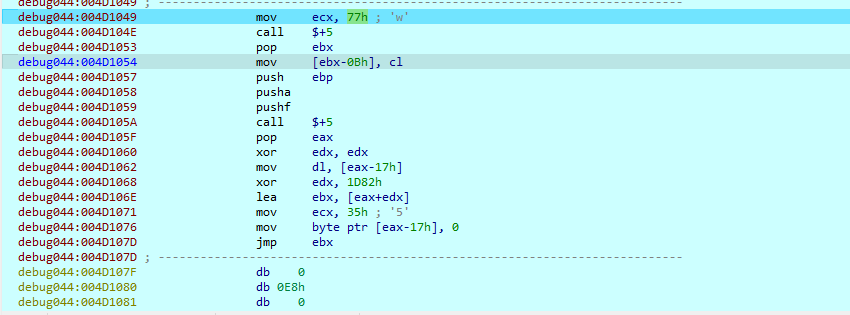 debug044:004D1049 ; ---------------------------------------------------------------------------
debug044:004D1049 mov ecx, 77h ; 'w'
debug044:004D104E call $+5
debug044:004D1053 pop ebx
debug044:004D1054 mov [ebx-0Bh], cl
debug044:004D1057 push ebp
debug044:004D1058 pusha
debug044:004D1059 pushf
debug044:004D105A call $+5
debug044:004D105F pop eax
debug044:004D1060 xor edx, edx
debug044:004D1062 mov dl, [eax-17h]
debug044:004D1068 xor edx, 1D82h
debug044:004D106E lea ebx, [eax+edx]
debug044:004D1071 mov ecx, 35h ; '5'
debug044:004D1076 mov byte ptr [eax-17h], 0
debug044:004D107D jmp ebx
debug044:004D107D ; ---------------------------------------------------------------------------
debug044:004D107F db 0
debug044:004D1080 db 0E8h
debug044:004D1081 db 0